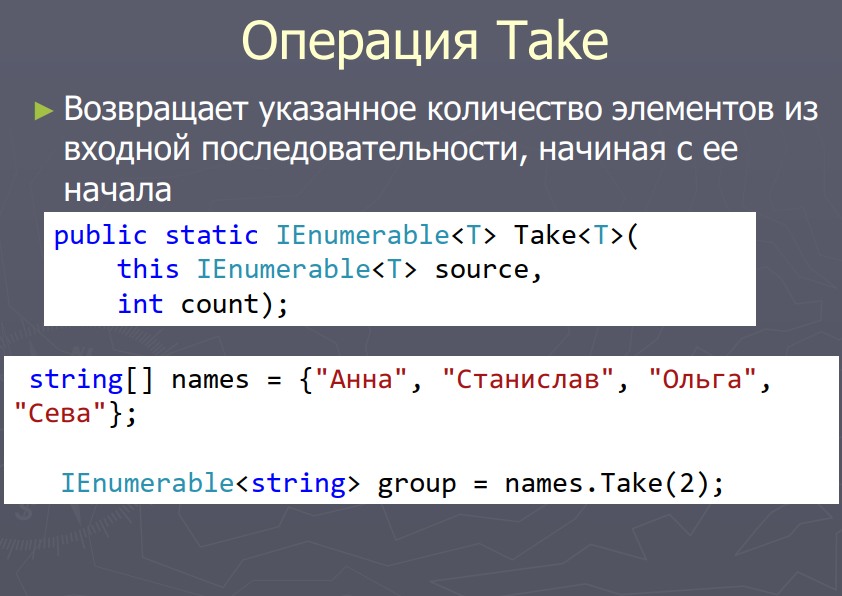 Операция Take
Возвращает указанное количество элементов из
входной последовательности, начиная с ее
начала
public static IEnumerable<T> Take<T>(
this IEnumerable<T> source,
int count);
string[] names = {"Анна", "Станислав", "Ольга",
"Сева"};
IEnumerable<string> group = names.Take(2);